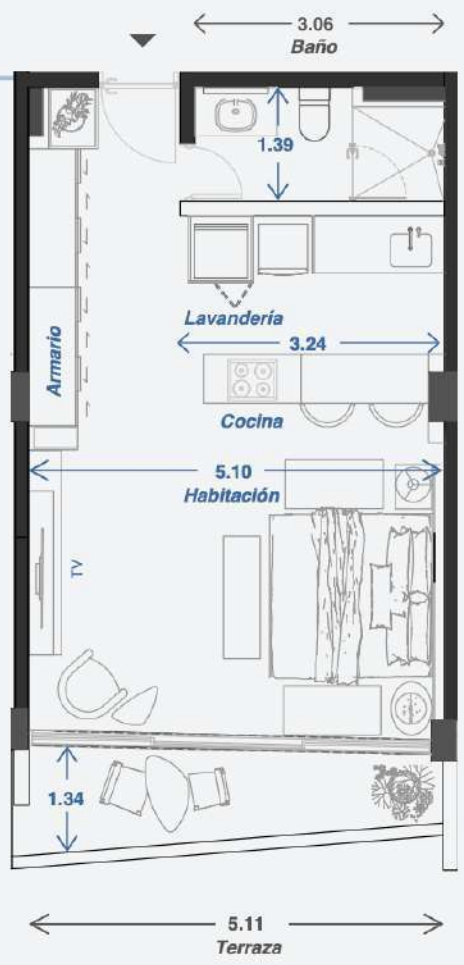 3.06
Baño
1.39
Lavandería
3.24
Armario
Cocina
5.10
Habitación
TV
1.34
5.11
Terraza